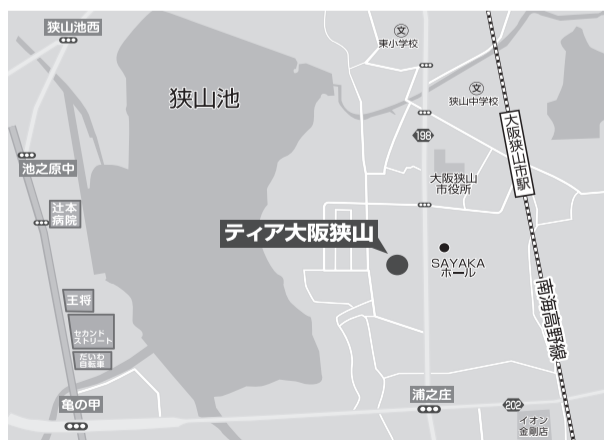 狭山池西
文
東小学校
狭山池
文
狭山中学校
198
大阪狭山市駅
池之原中
大阪狭山
市役所
辻本
病院
ティア大阪狭山
SAYAKA
ホール
王将
南海高野線
セカンド
ストリート
だいわ
自転車
浦之庄
亀の甲
202
イオン
金剛店